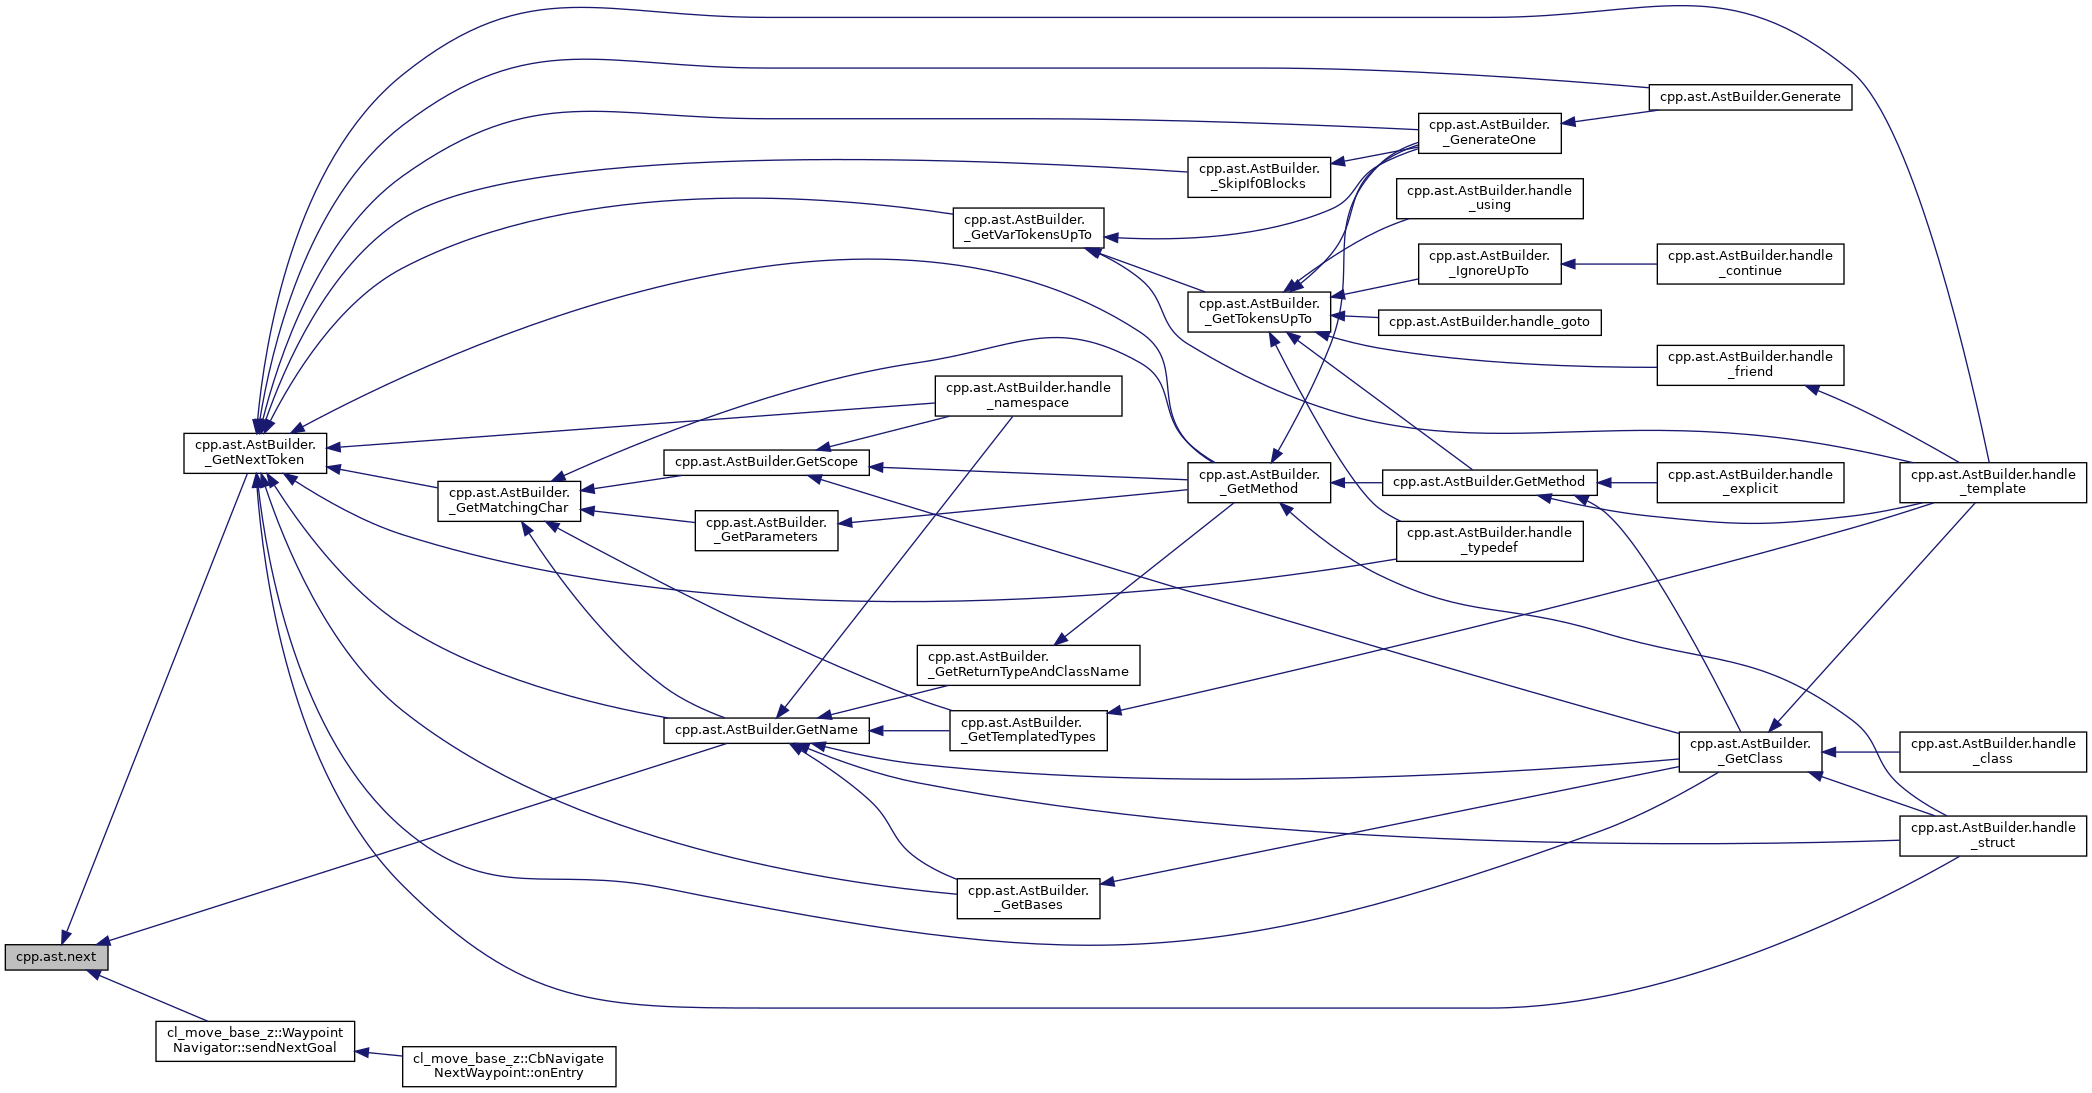 cpp.ast.AstBuilder.Generate
cpp.ast.AstBuilder.
_GenerateOne
cpp.ast.AstBuilder.
_SkipIf0Blocks
cpp.ast.AstBuilder.handle
_using
cpp.ast.AstBuilder.
_GetVarTokensUpTo
cpp.ast.AstBuilder.
_IgnoreUpTo
cpp.ast.AstBuilder.handle
_continue
cpp.ast.AstBuilder.
_GetTokensUpTo
cpp.ast.AstBuilder.handle_goto
cpp.ast.AstBuilder.handle
_friend
cpp.ast.AstBuilder.handle
_namespace
cpp.ast.AstBuilder.
_GetNextToken
cpp.ast.AstBuilder.GetScope
cpp.ast.AstBuilder.
_GetMethod
cpp.ast.AstBuilder.GetMethod
cpp.ast.AstBuilder.handle
_explicit
cpp.ast.AstBuilder.handle
_template
cpp.ast.AstBuilder.
_GetMatchingChar
cpp.ast.AstBuilder.
_GetParameters
cpp.ast.AstBuilder.handle
_typedef
cpp.ast.AstBuilder.
_GetReturnTypeAndClassName
cpp.ast.AstBuilder.GetName
cpp.ast.AstBuilder.
_GetTemplatedTypes
cpp.ast.AstBuilder.
_GetClass
cpp.ast.AstBuilder.handle
_class
cpp.ast.AstBuilder.handle
_struct
cpp.ast.AstBuilder.
_GetBases
cpp.ast.next
cl_move_base_z::Waypoint
Navigator::sendNextGoal
cl_move_base_z::CbNavigate
NextWaypoint::onEntry